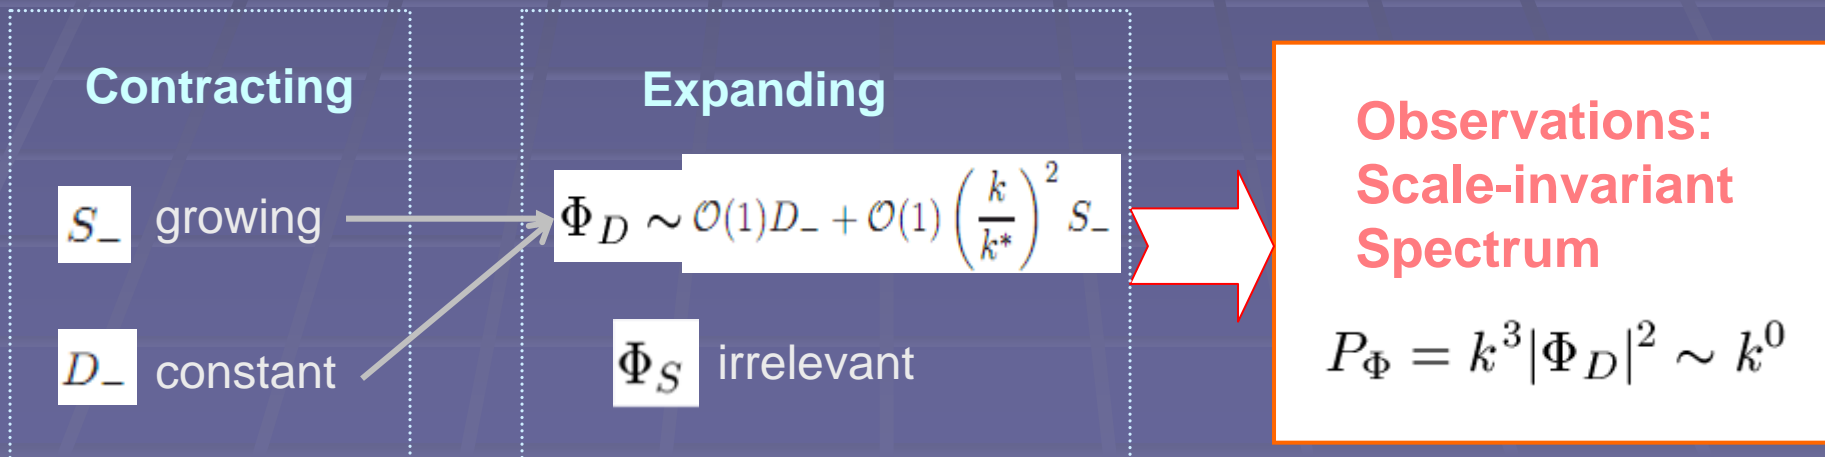 Contracting
Expanding
Observations:
Scale-invariant
Spectrum
S₋ growing
Φ_D ∼ 𝒪(1)D₋ + 𝒪(1)(k/k*)² S₋
P_Φ = k³|Φ_D|² ∼ k⁰
D₋ constant
Φ_S irrelevant